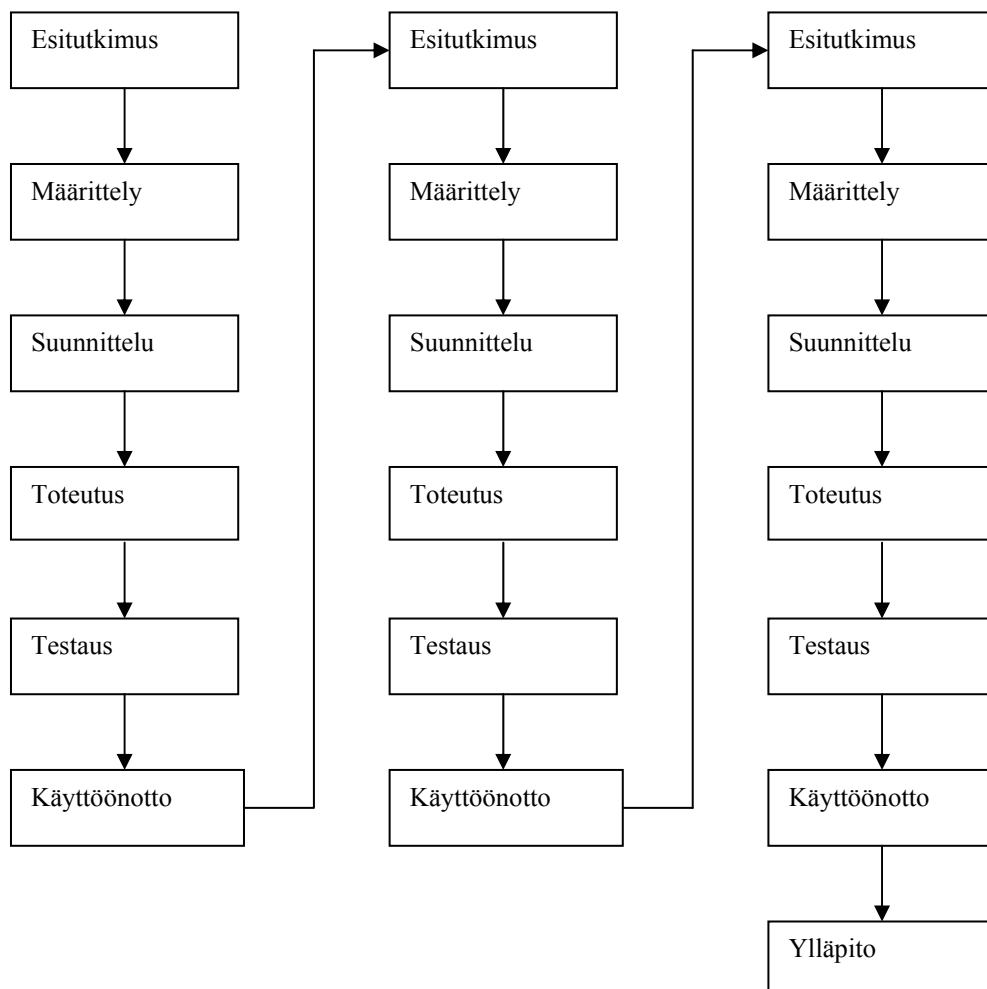 Esitutkimus
Määrittely
Suunnittelu
Toteutus
Testaus
Käyttöönotto
Esitutkimus
Määrittely
Suunnittelu
Toteutus
Testaus
Käyttöönotto
Esitutkimus
Määrittely
Suunnittelu
Toteutus
Testaus
Käyttöönotto
Ylläpito